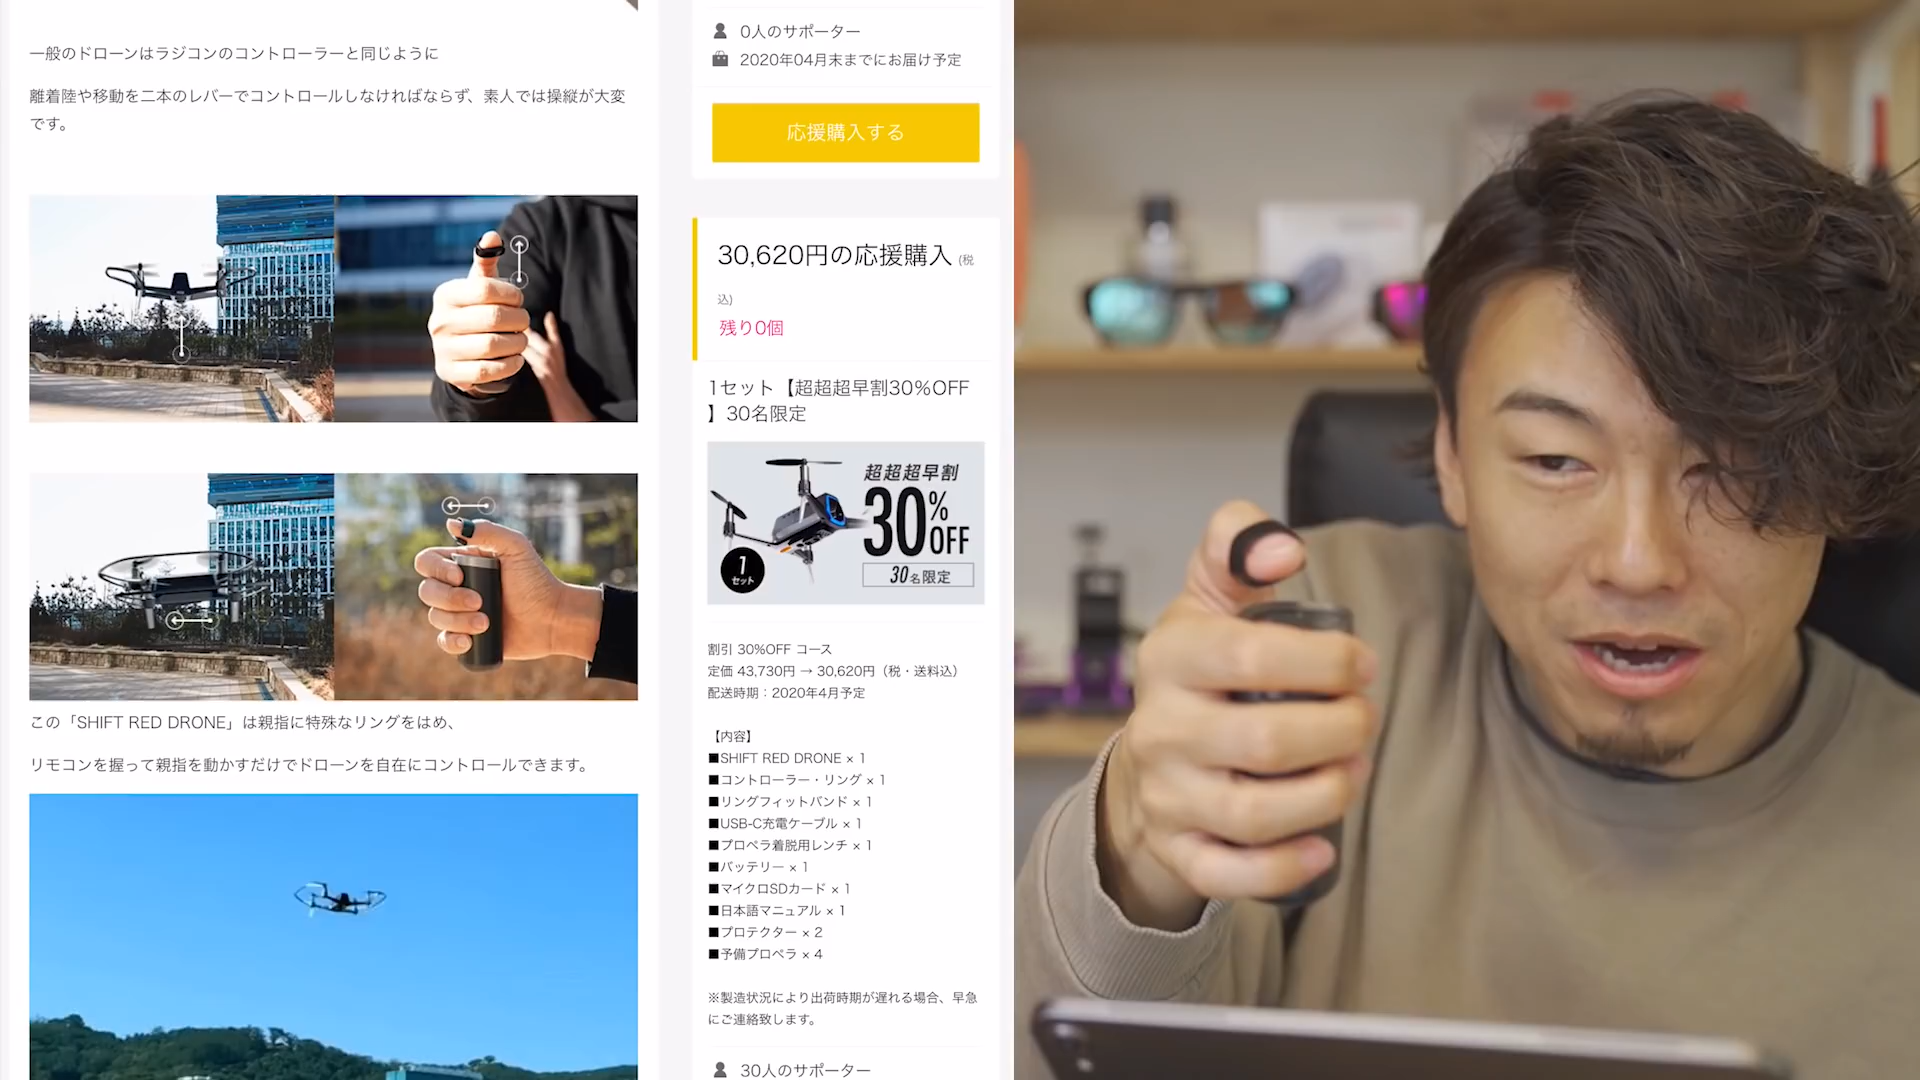 一般のドローンはラジコンのコントローラーと同じように
離着陸や移動を二本のレバーでコントロールしなければならず、素人では操縦が大変
です。
この「SHIFT RED DRONE」は親指に特殊なリングをはめ、
リモコンを握って親指を動かすだけでドローンを自在にコントロールできます。
0人のサポーター
2020年04月末までにお届け予定
応援購入する
30,620円の応援購入 (税
込)
残り0個
1セット【超超超早割30%OFF
】30名限定
超超超早割
30%
OFF
1
セット
30名限定
割引 30%OFF コース
定価 43,730円 → 30,620円（税・送料込）
配送時期：2020年4月予定
【内容】
■SHIFT RED DRONE × 1
■コントローラー・リング × 1
■リングフィットバンド × 1
■USB-C充電ケーブル × 1
■プロペラ着脱用レンチ × 1
■バッテリー × 1
■マイクロSDカード × 1
■日本語マニュアル × 1
■プロテクター × 2
■予備プロペラ × 4
※製造状況により出荷時期が遅れる場合、早急
にご連絡致します。
30人のサポーター